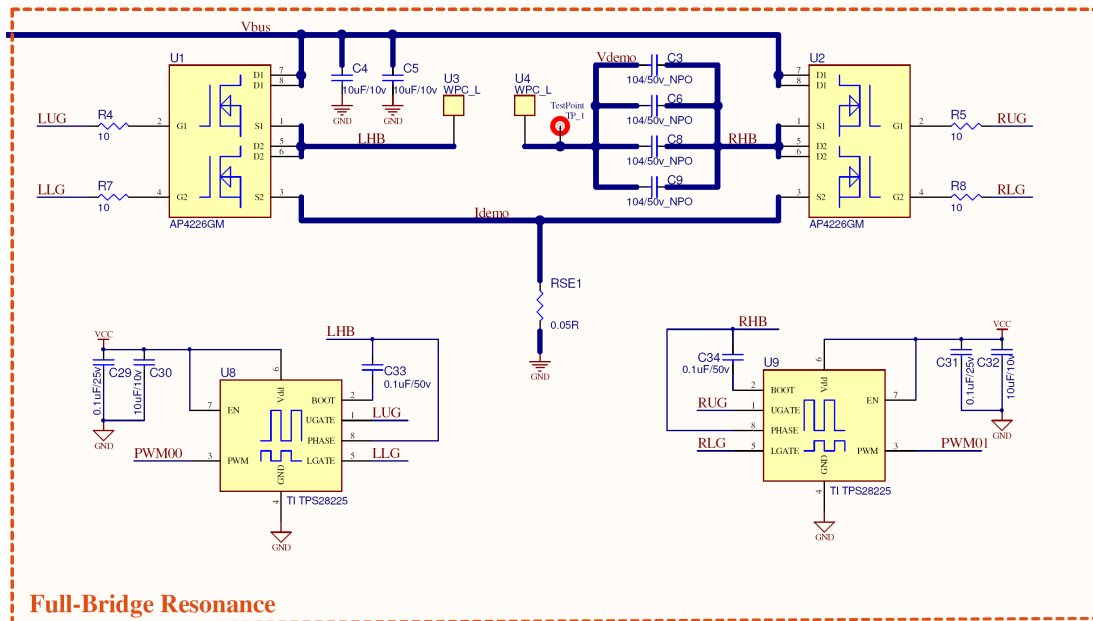 Vbus
U1
D1 7
D1 8
S1 1
D2 5
D2 6
S2 3
2 G1
4 G2
AP4226GM
LUG R4
10
LLG R7
10
C4
10uF/10v
GND
C5
10uF/10v
GND
U3
WPC_L
LHB
U4
WPC_L
TestPoint
TP_1
Vdemo
C3
104/50v_NPO
C6
104/50v_NPO
C8
104/50v_NPO
C9
104/50v_NPO
RHB
U2
7 D1
8 D1
1 S1
5 D2
6 D2
3 S2
G1 2
G2 4
AP4226GM
R5 RUG
10
R8 RLG
10
Idemo
RSE1
0.05R
GND
VCC
C29
0.1uF/25v
C30
10uF/10v
GND
LHB
C33
0.1uF/50v
U8
6
Vdd
7 EN
PWM00 3 PWM
BOOT 2
UGATE 1 LUG
PHASE 8
LGATE 5 LLG
GND
4
TI TPS28225
GND
RHB
C34
0.1uF/50v
U9
6
Vdd
2 BOOT
RUG 1 UGATE
8 PHASE
RLG 5 LGATE
EN 7
PWM 3 PWM01
GND
4
TI TPS28225
GND
VCC
C31
0.1uF/25v
C32
10uF/10v
GND
Full-Bridge Resonance